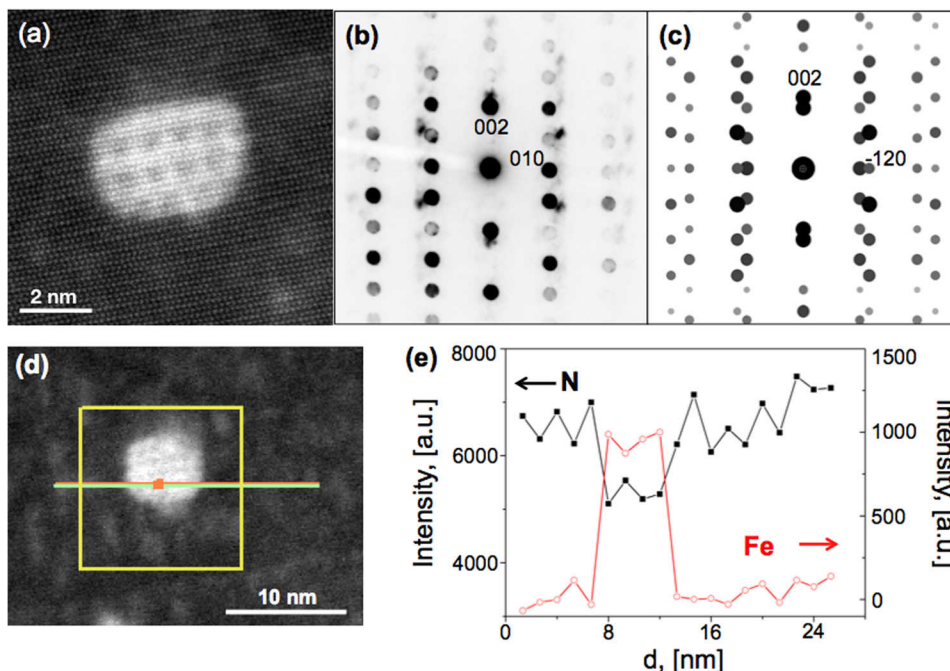 (a)
2 nm
(b)
002
010
(c)
002
-120
(d)
10 nm
(e)
8000
6000
4000
Intensity, [a.u.]
N
Fe
1500
1000
500
0
Intensity, [a.u.]
0
8
16
24
d, [nm]